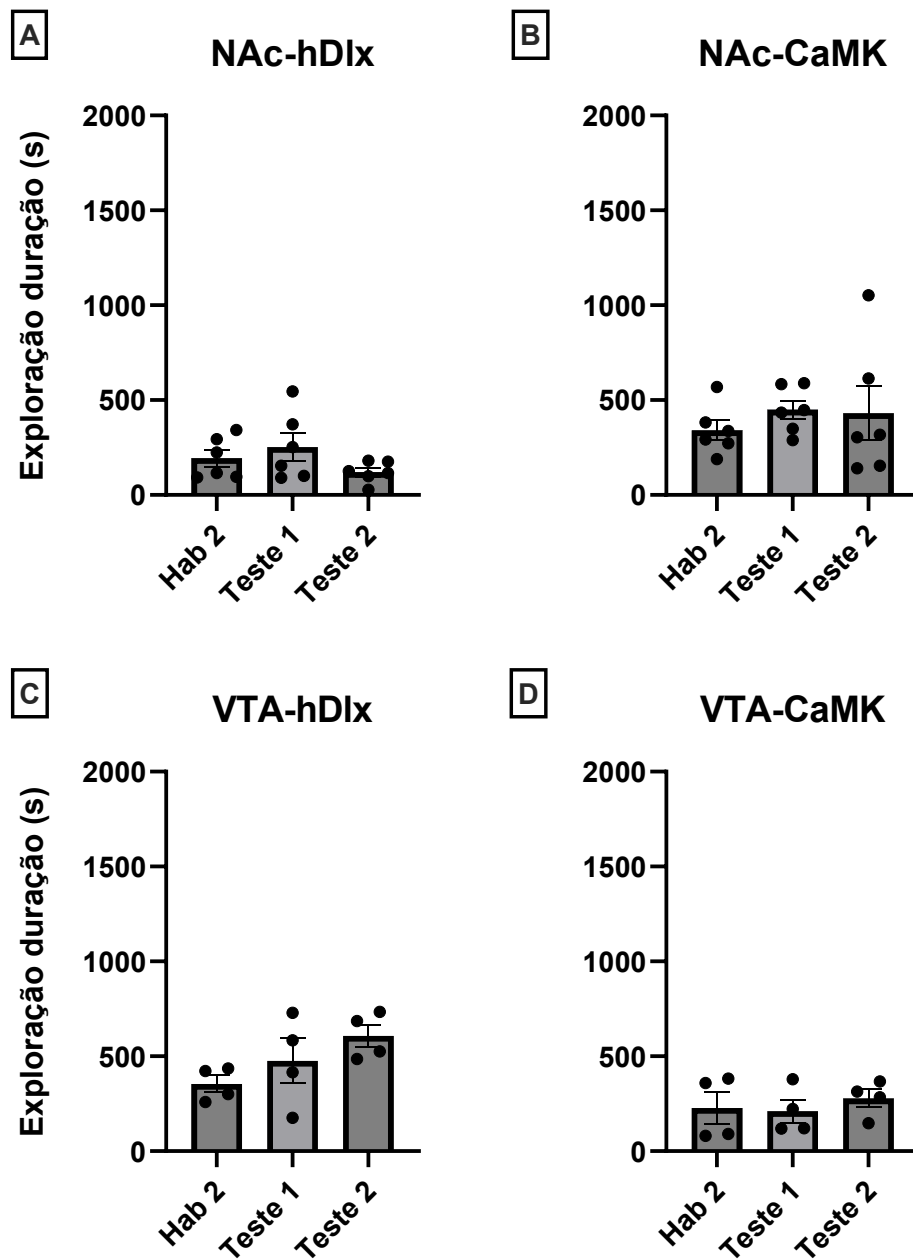 A
NAc-hDlx
Exploração duração (s)
2000
1500
1000
500
0
Hab 2
Teste 1
Teste 2
B
NAc-CaMK
2000
1500
1000
500
0
Hab 2
Teste 1
Teste 2
C
VTA-hDlx
Exploração duração (s)
2000
1500
1000
500
0
Hab 2
Teste 1
Teste 2
D
VTA-CaMK
2000
1500
1000
500
0
Hab 2
Teste 1
Teste 2